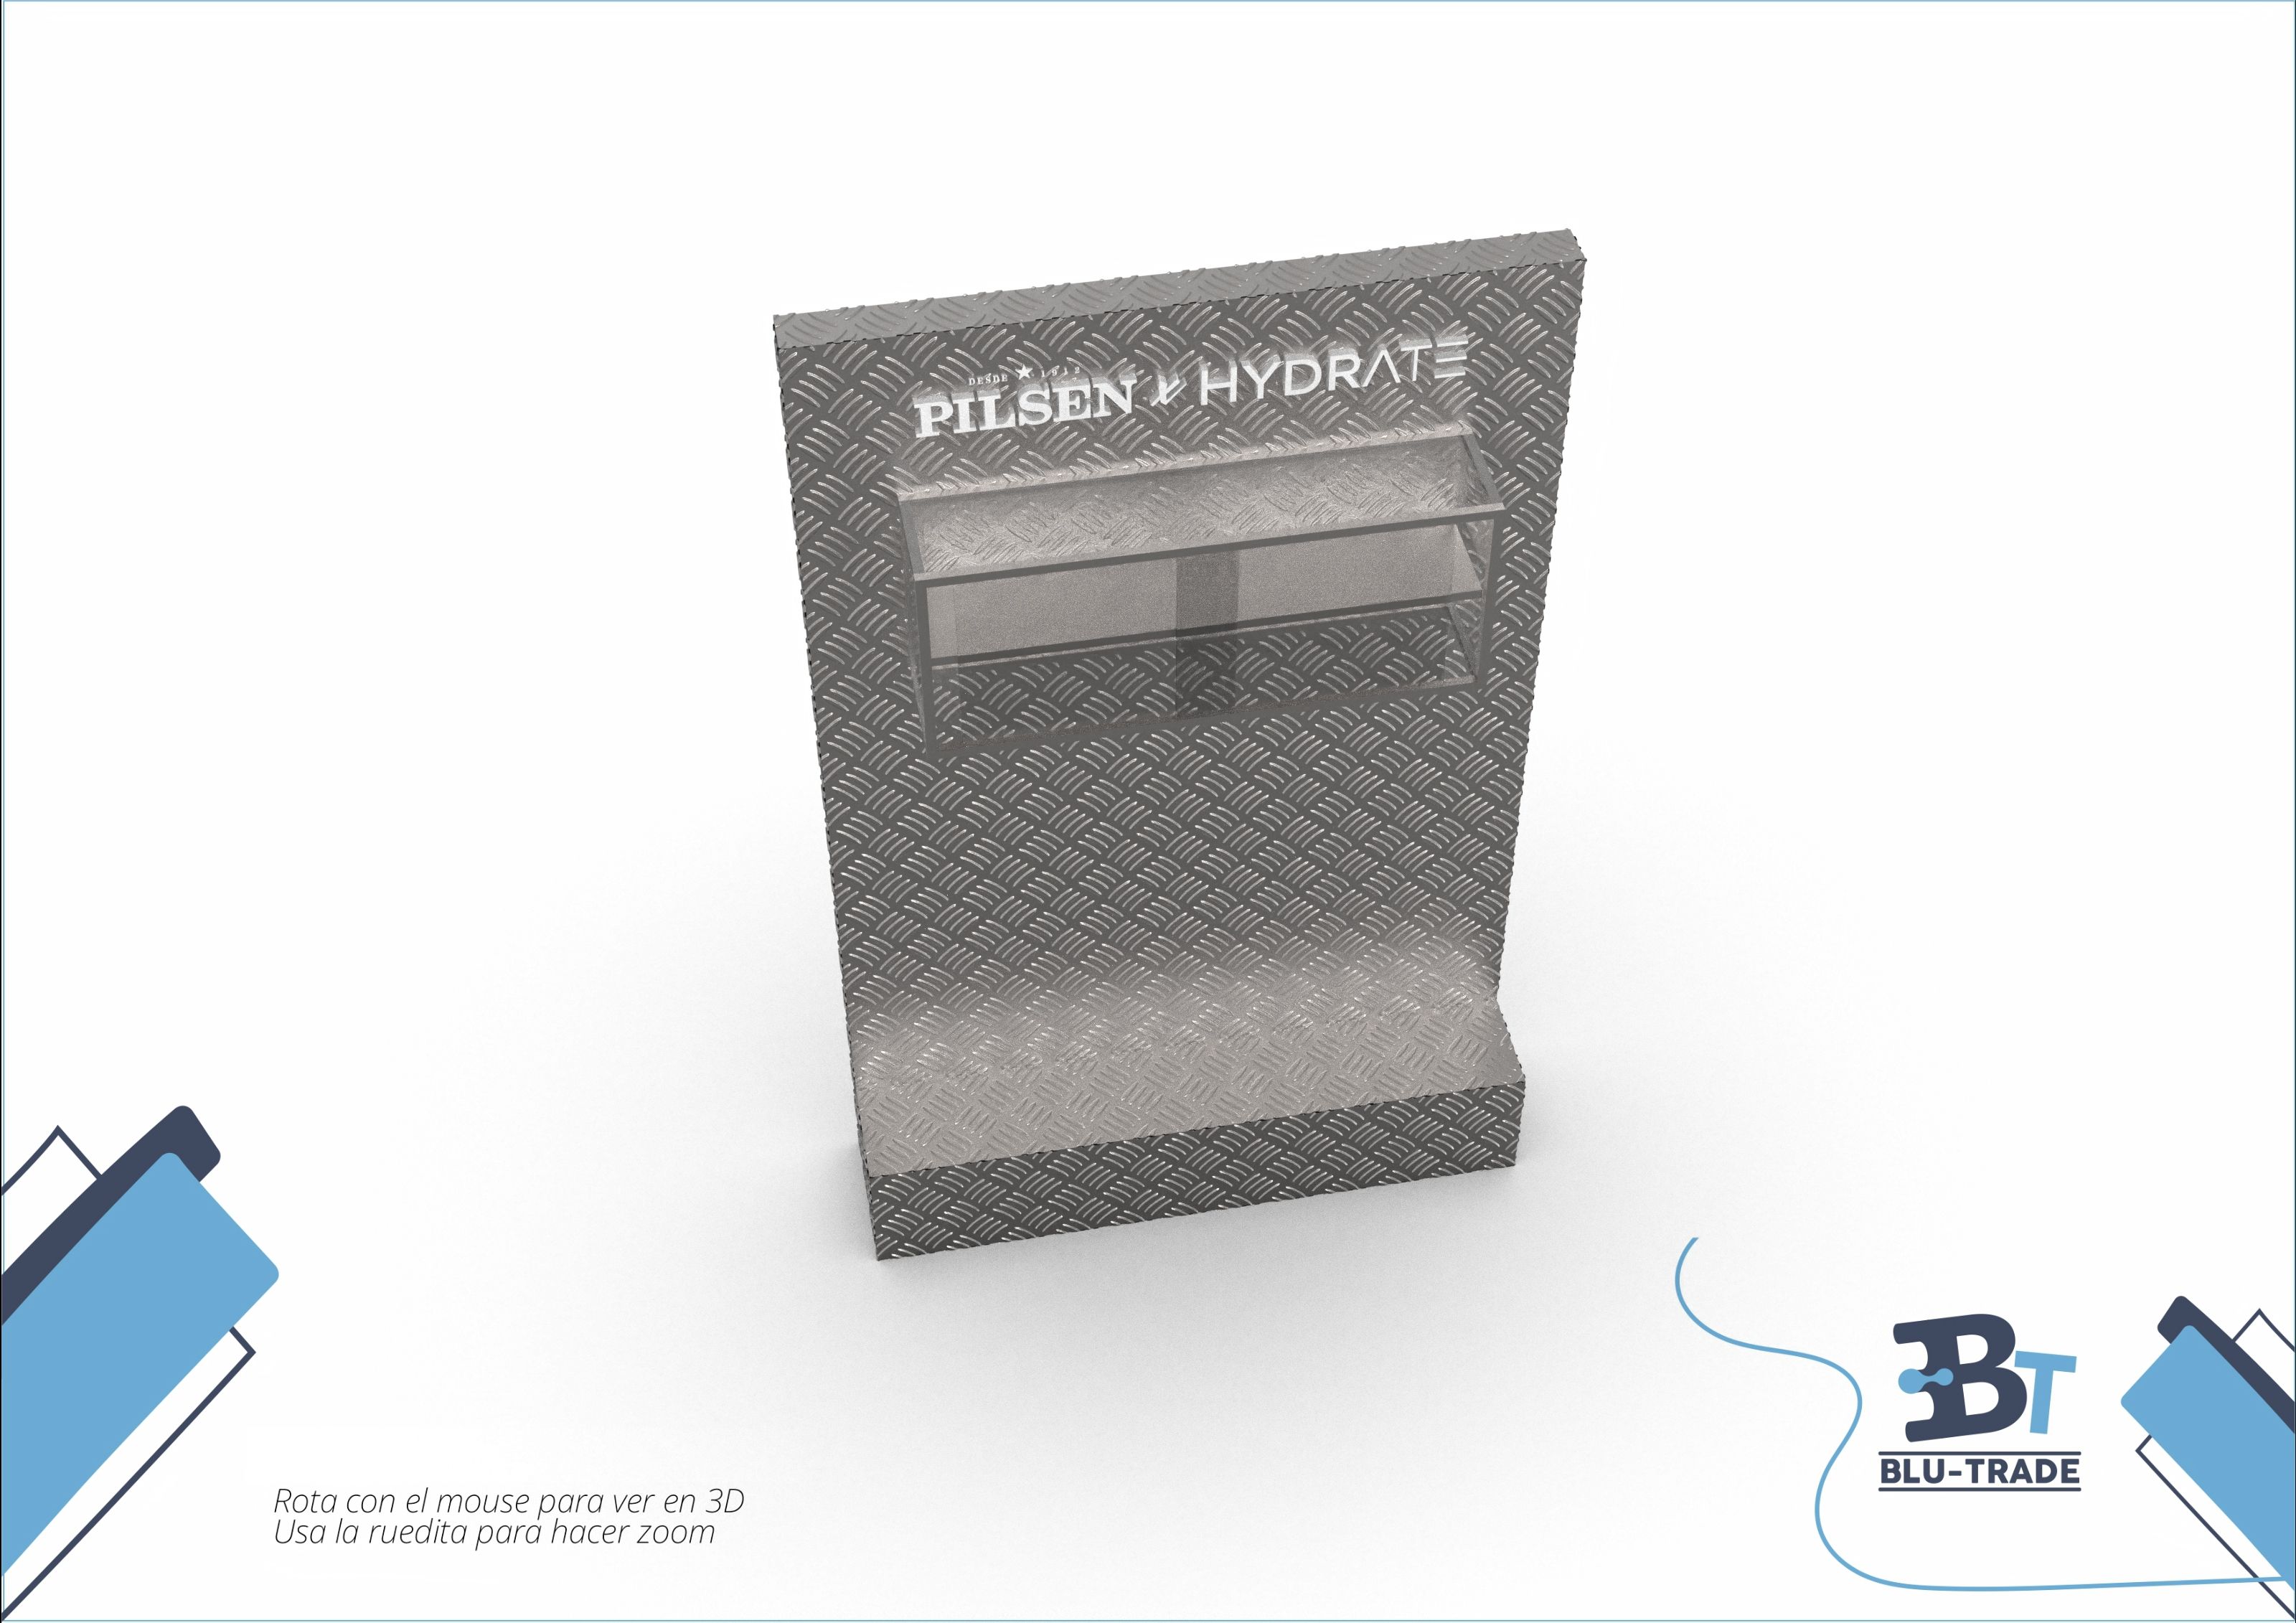 DESDE ★ 1912
PILSEN x HYDRATE
Rota con el mouse para ver en 3D
Usa la ruedita para hacer zoom
BT
BLU-TRADE